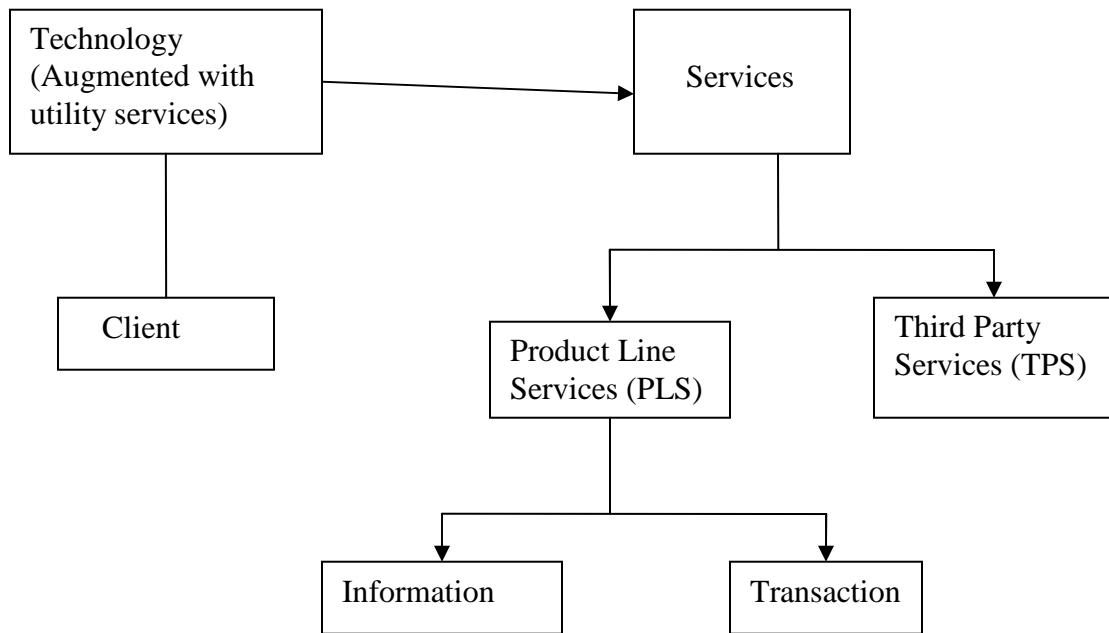 Technology
(Augmented with
utility services)
Services
Client
Product Line
Services (PLS)
Third Party
Services (TPS)
Information
Transaction